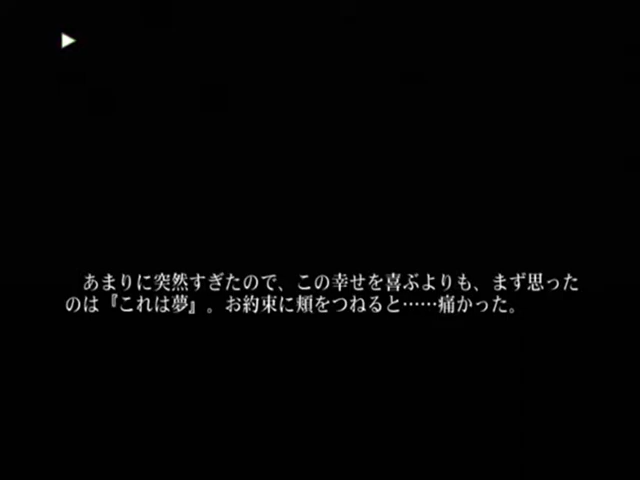 あまりに突然すぎたので、この幸せを喜ぶよりも、まず思った
のは『これは夢』。お約束に頬をつねると……痛かった。